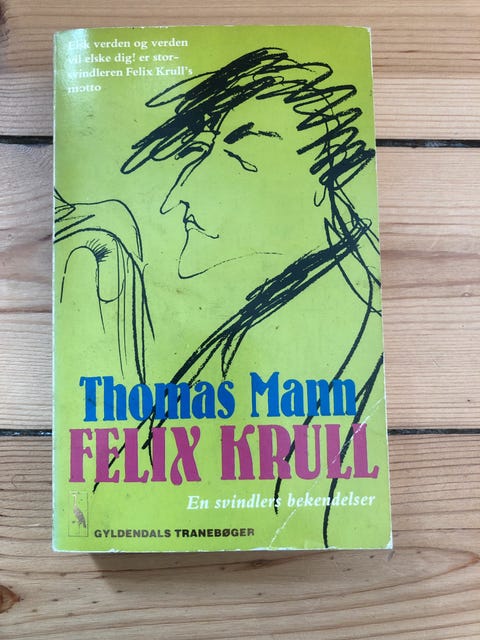 Elsk verden og verden
vil elske dig! er stor-
svindleren Felix Krull's
motto
Thomas Mann
FELIX KRULL
En svindlers bekendelser
GYLDENDALS TRANEBØGER